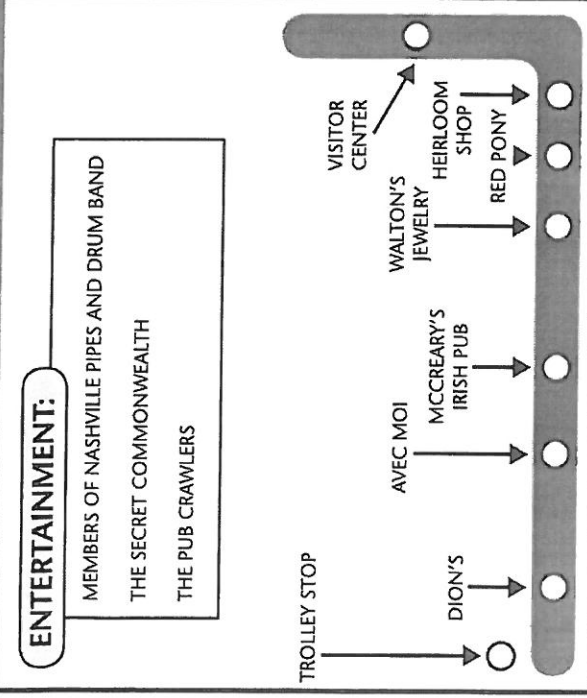 ENTERTAINMENT:
MEMBERS OF NASHVILLE PIPES AND DRUM BAND
THE SECRET COMMONWEALTH
THE PUB CRAWLERS
TROLLEY STOP
DION'S
AVEC MOI
MCCREARY'S
IRISH PUB
WALTON'S
JEWELRY
RED PONY
HEIRLOOM
SHOP
VISITOR
CENTER